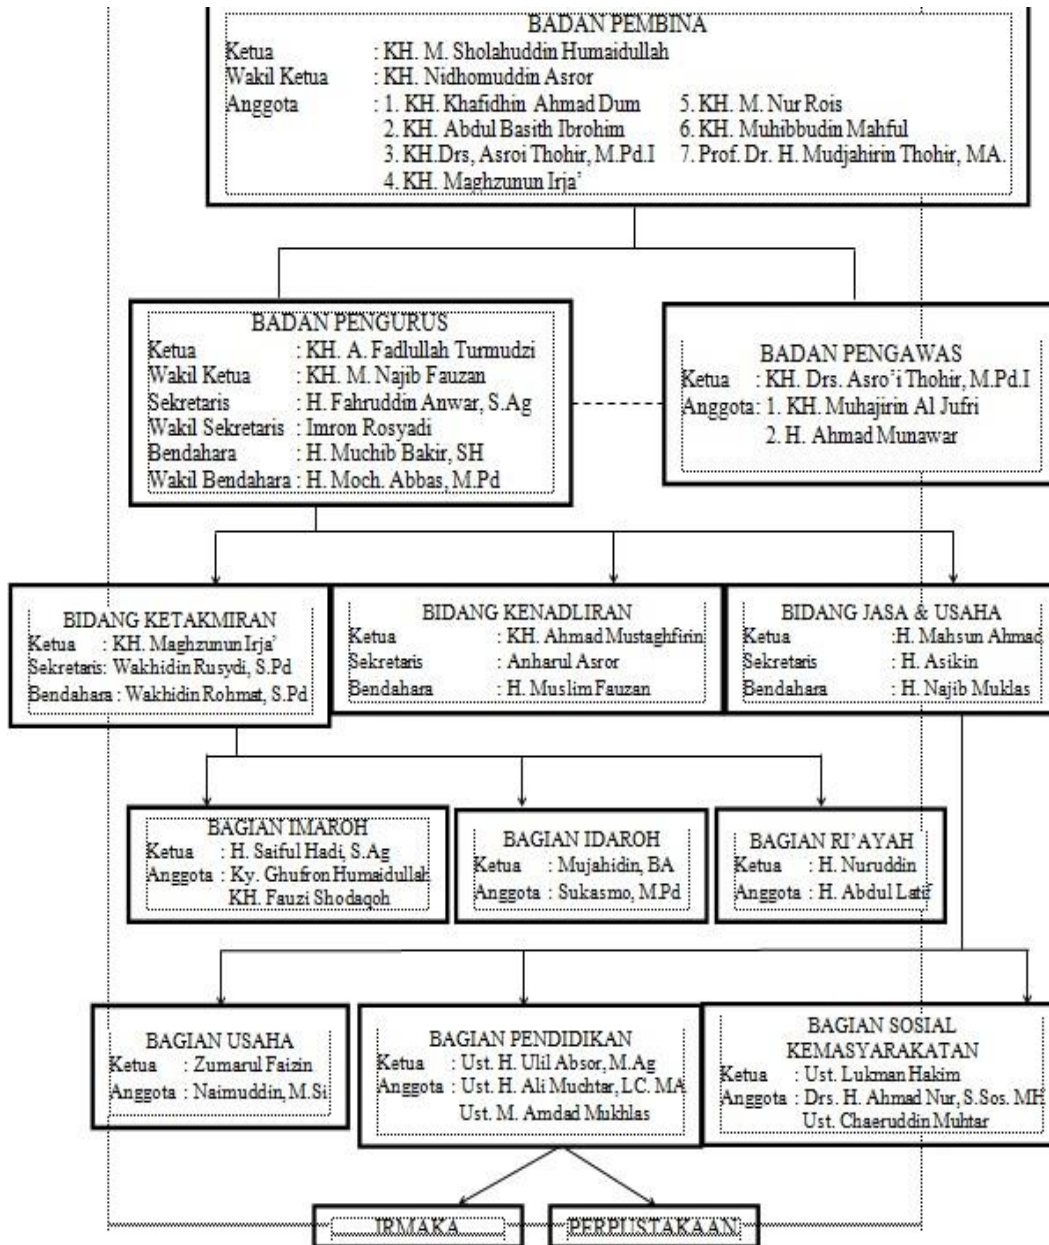 BADAN PEMBINA
Ketua : KH. M. Sholahuddin Humaidullah
Wakil Ketua : KH. Nidhomuddin Asror
Anggota : 1. KH. Khafidhin Ahmad Dum 5. KH. M. Nur Rois
2. KH. Abdul Basith Ibrohim 6. KH. Muhibbudin Mahful
3. KH.Drs, Asroi Thohir, M.Pd.I 7. Prof. Dr. H. Mudjahirin Thohir, MA.
4. KH. Maghzunun Irja’
BADAN PENGURUS
Ketua : KH. A. Fadlullah Turmudzi
Wakil Ketua : KH. M. Najib Fauzan
Sekretaris : H. Fahruddin Anwar, S.Ag
Wakil Sekretaris : Imron Rosyadi
Bendahara : H. Muchib Bakir, SH
Wakil Bendahara : H. Moch. Abbas, M.Pd
BADAN PENGAWAS
Ketua : KH. Drs. Asro’i Thohir, M.Pd.I
Anggota : 1. KH. Muhajirin Al Jufri
2. H. Ahmad Munawar
BIDANG KETAKMIRAN
Ketua : KH. Maghzunun Irja’
Sekretaris: Wakhidin Rusydi, S.Pd
Bendahara : Wakhidin Rohmat, S.Pd
BIDANG KENADLIRAN
Ketua : KH. Ahmad Mustaghfirin
Sekretaris : Anharul Asror
Bendahara : H. Muslim Fauzan
BIDANG JASA & USAHA
Ketua :H. Mahsun Ahmad
Sekretaris : H. Asikin
Bendahara : H. Najib Muklas
BAGIAN IMAROH
Ketua : H. Saiful Hadi, S.Ag
Anggota : Ky. Ghufron Humaidullah
KH. Fauzi Shodaqoh
BAGIAN IDAROH
Ketua : Mujahidin, BA
Anggota : Sukasmo, M.Pd
BAGIAN RI’AYAH
Ketua : H. Nuruddin
Anggota : H. Abdul Latif
BAGIAN USAHA
Ketua : Zumarul Faizin
Anggota : Naimuddin, M.Si
BAGIAN PENDIDIKAN
Ketua : Ust. H. Ulil Absor, M.Ag
Anggota : Ust. H. Ali Muchtar, LC. MA
Ust. M. Amdad Mukhlas
BAGIAN SOSIAL
KEMASYARAKATAN
Ketua : Ust. Lukman Hakim
Anggota : Drs. H. Ahmad Nur, S.Sos. MH
Ust. Chaeruddin Muhtar
IRMAKA
PERPUSTAKAAN